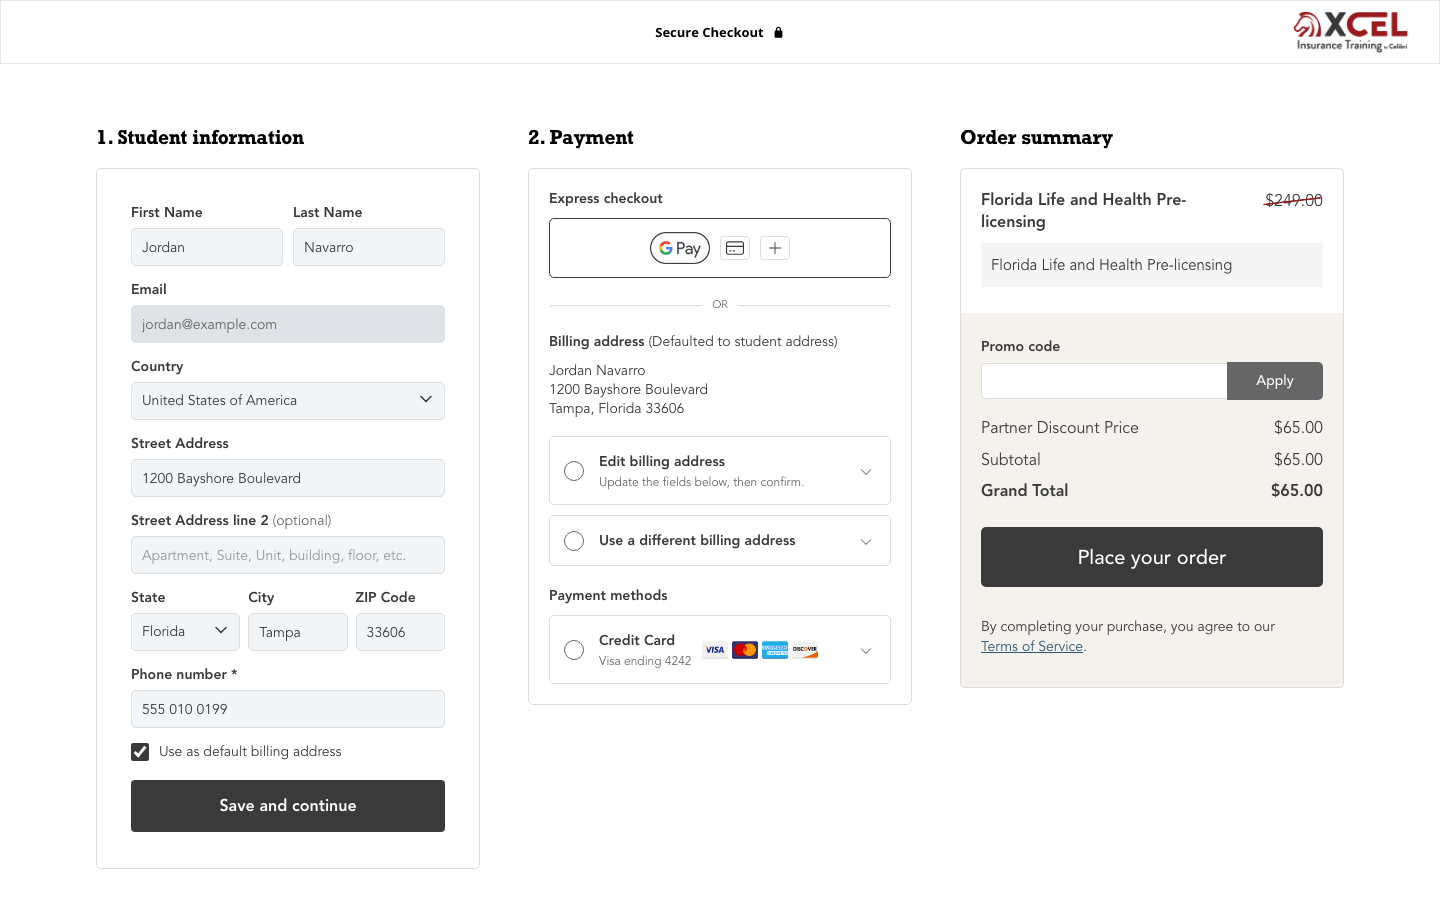 Secure Checkout
XCEL
Insurance Training by Colibri
1. Student information
First Name
Last Name
Jordan
Navarro
Email
jordan@example.com
Country
United States of America
Street Address
1200 Bayshore Boulevard
Street Address line 2 (optional)
Apartment, Suite, Unit, building, floor, etc.
State
City
ZIP Code
Florida
Tampa
33606
Phone number *
555 010 0199
Use as default billing address
Save and continue
2. Payment
Express checkout
G Pay
OR
Billing address (Defaulted to student address)
Jordan Navarro
1200 Bayshore Boulevard
Tampa, Florida 33606
Edit billing address
Update the fields below, then confirm.
Use a different billing address
Payment methods
Credit Card
Visa ending 4242
VISA
DISCOVER
Order summary
Florida Life and Health Pre-
licensing
$249.00
Florida Life and Health Pre-licensing
Promo code
Apply
Partner Discount Price
$65.00
Subtotal
$65.00
Grand Total
$65.00
Place your order
By completing your purchase, you agree to our
Terms of Service.